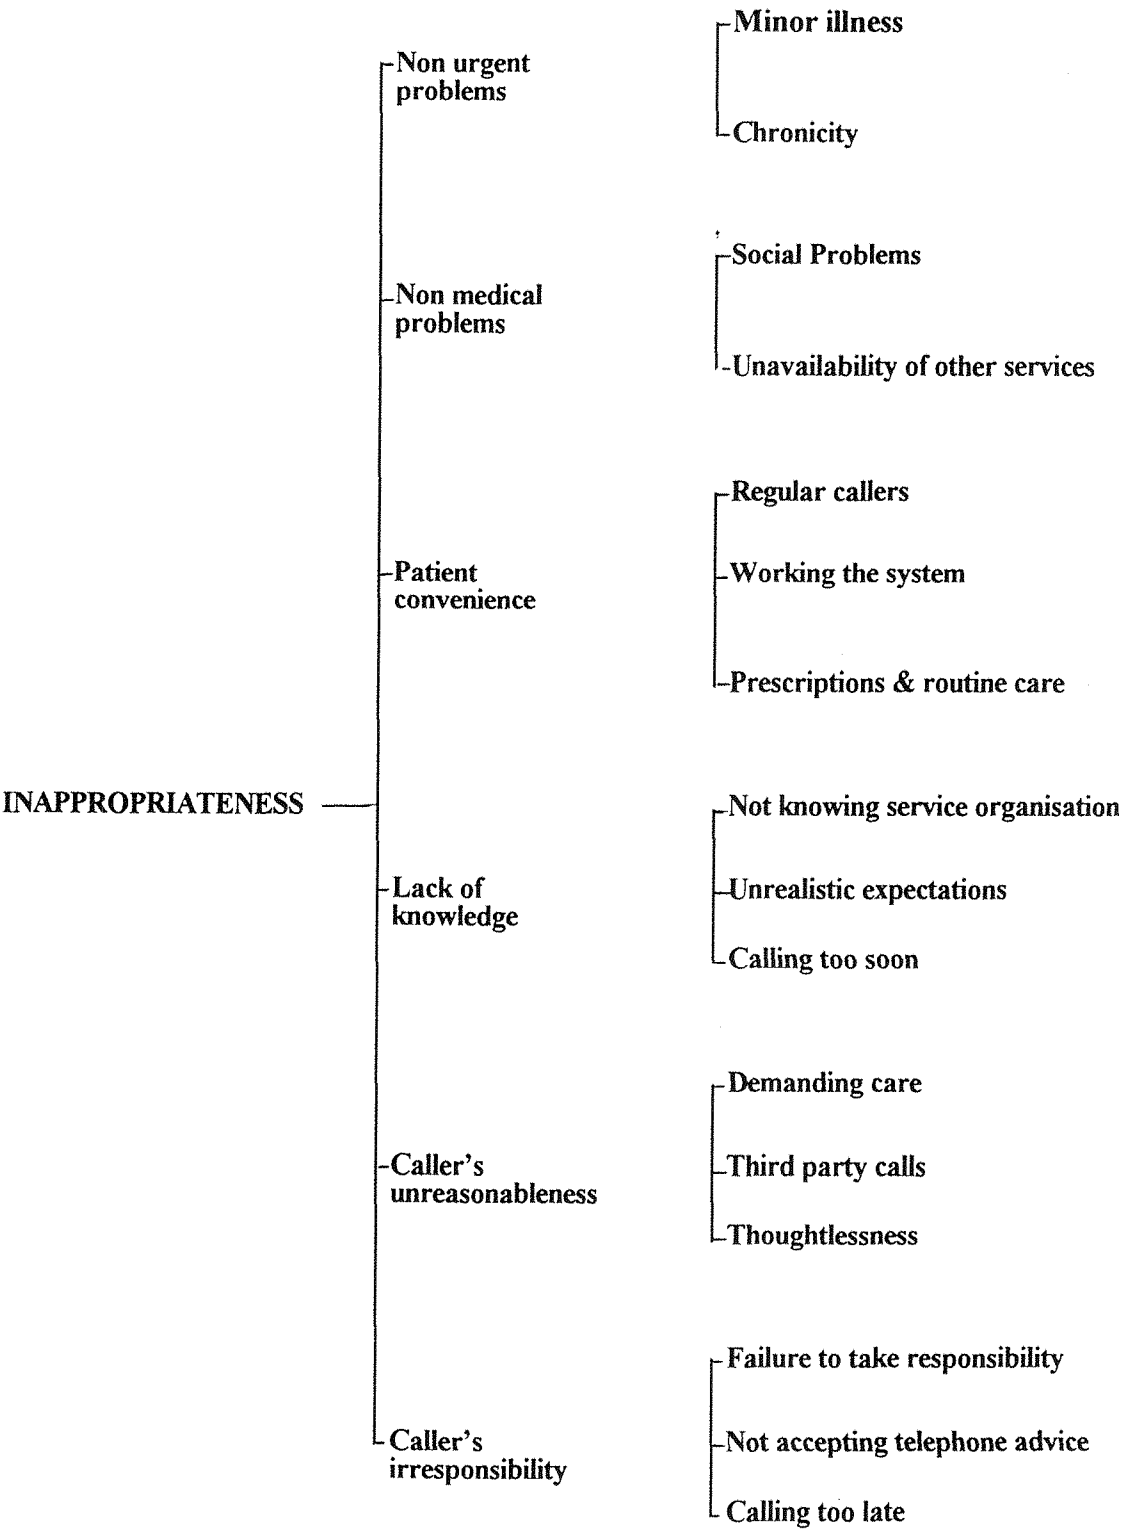 Minor illness
Non urgent
problems
Chronicity
Social Problems
Non medical
problems
Unavailability of other services
Regular callers
Patient
convenience
Working the system
Prescriptions & routine care
INAPPROPRIATENESS
Not knowing service organisation
Lack of
knowledge
Unrealistic expectations
Calling too soon
Demanding care
Caller's
unreasonableness
Third party calls
Thoughtlessness
Failure to take responsibility
Caller's
irresponsibility
Not accepting telephone advice
Calling too late